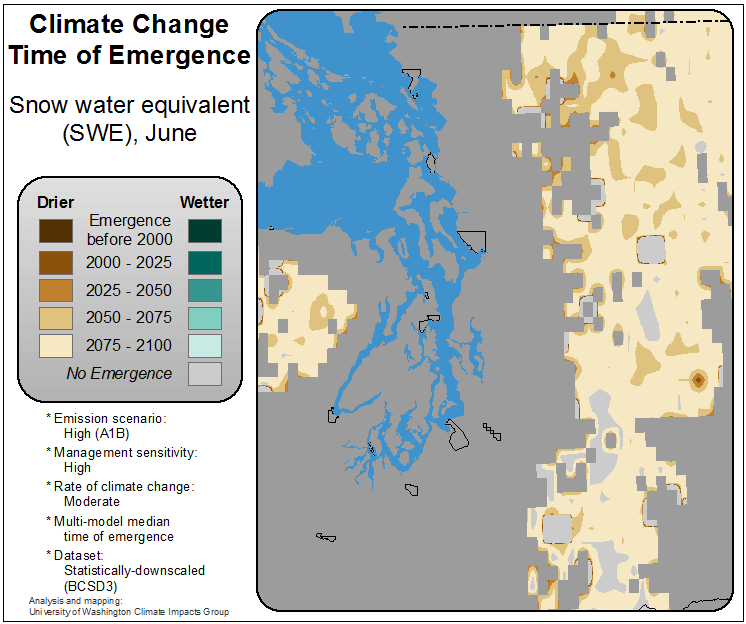 Climate Change
Time of Emergence
Snow water equivalent
(SWE), June
Drier Wetter
Emergence
before 2000
2000 - 2025
2025 - 2050
2050 - 2075
2075 - 2100
No Emergence
* Emission scenario:
High (A1B)
* Management sensitivity:
High
* Rate of climate change:
Moderate
* Multi-model median
time of emergence
* Dataset:
Statistically-downscaled
(BCSD3)
Analysis and mapping:
University of Washington Climate Impacts Group